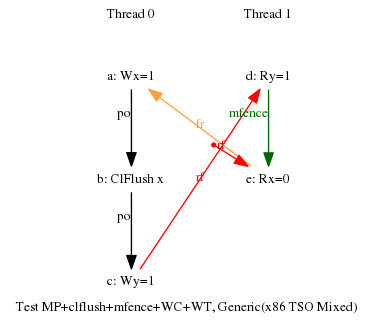 Thread 0 Thread 1
a: Wx=1 d: Ry=1
po mfence
fr
rf
b: ClFlush x e: Rx=0
rf
po
c: Wy=1
Test MP+clflush+mfence+WC+WT, Generic(x86 TSO Mixed)